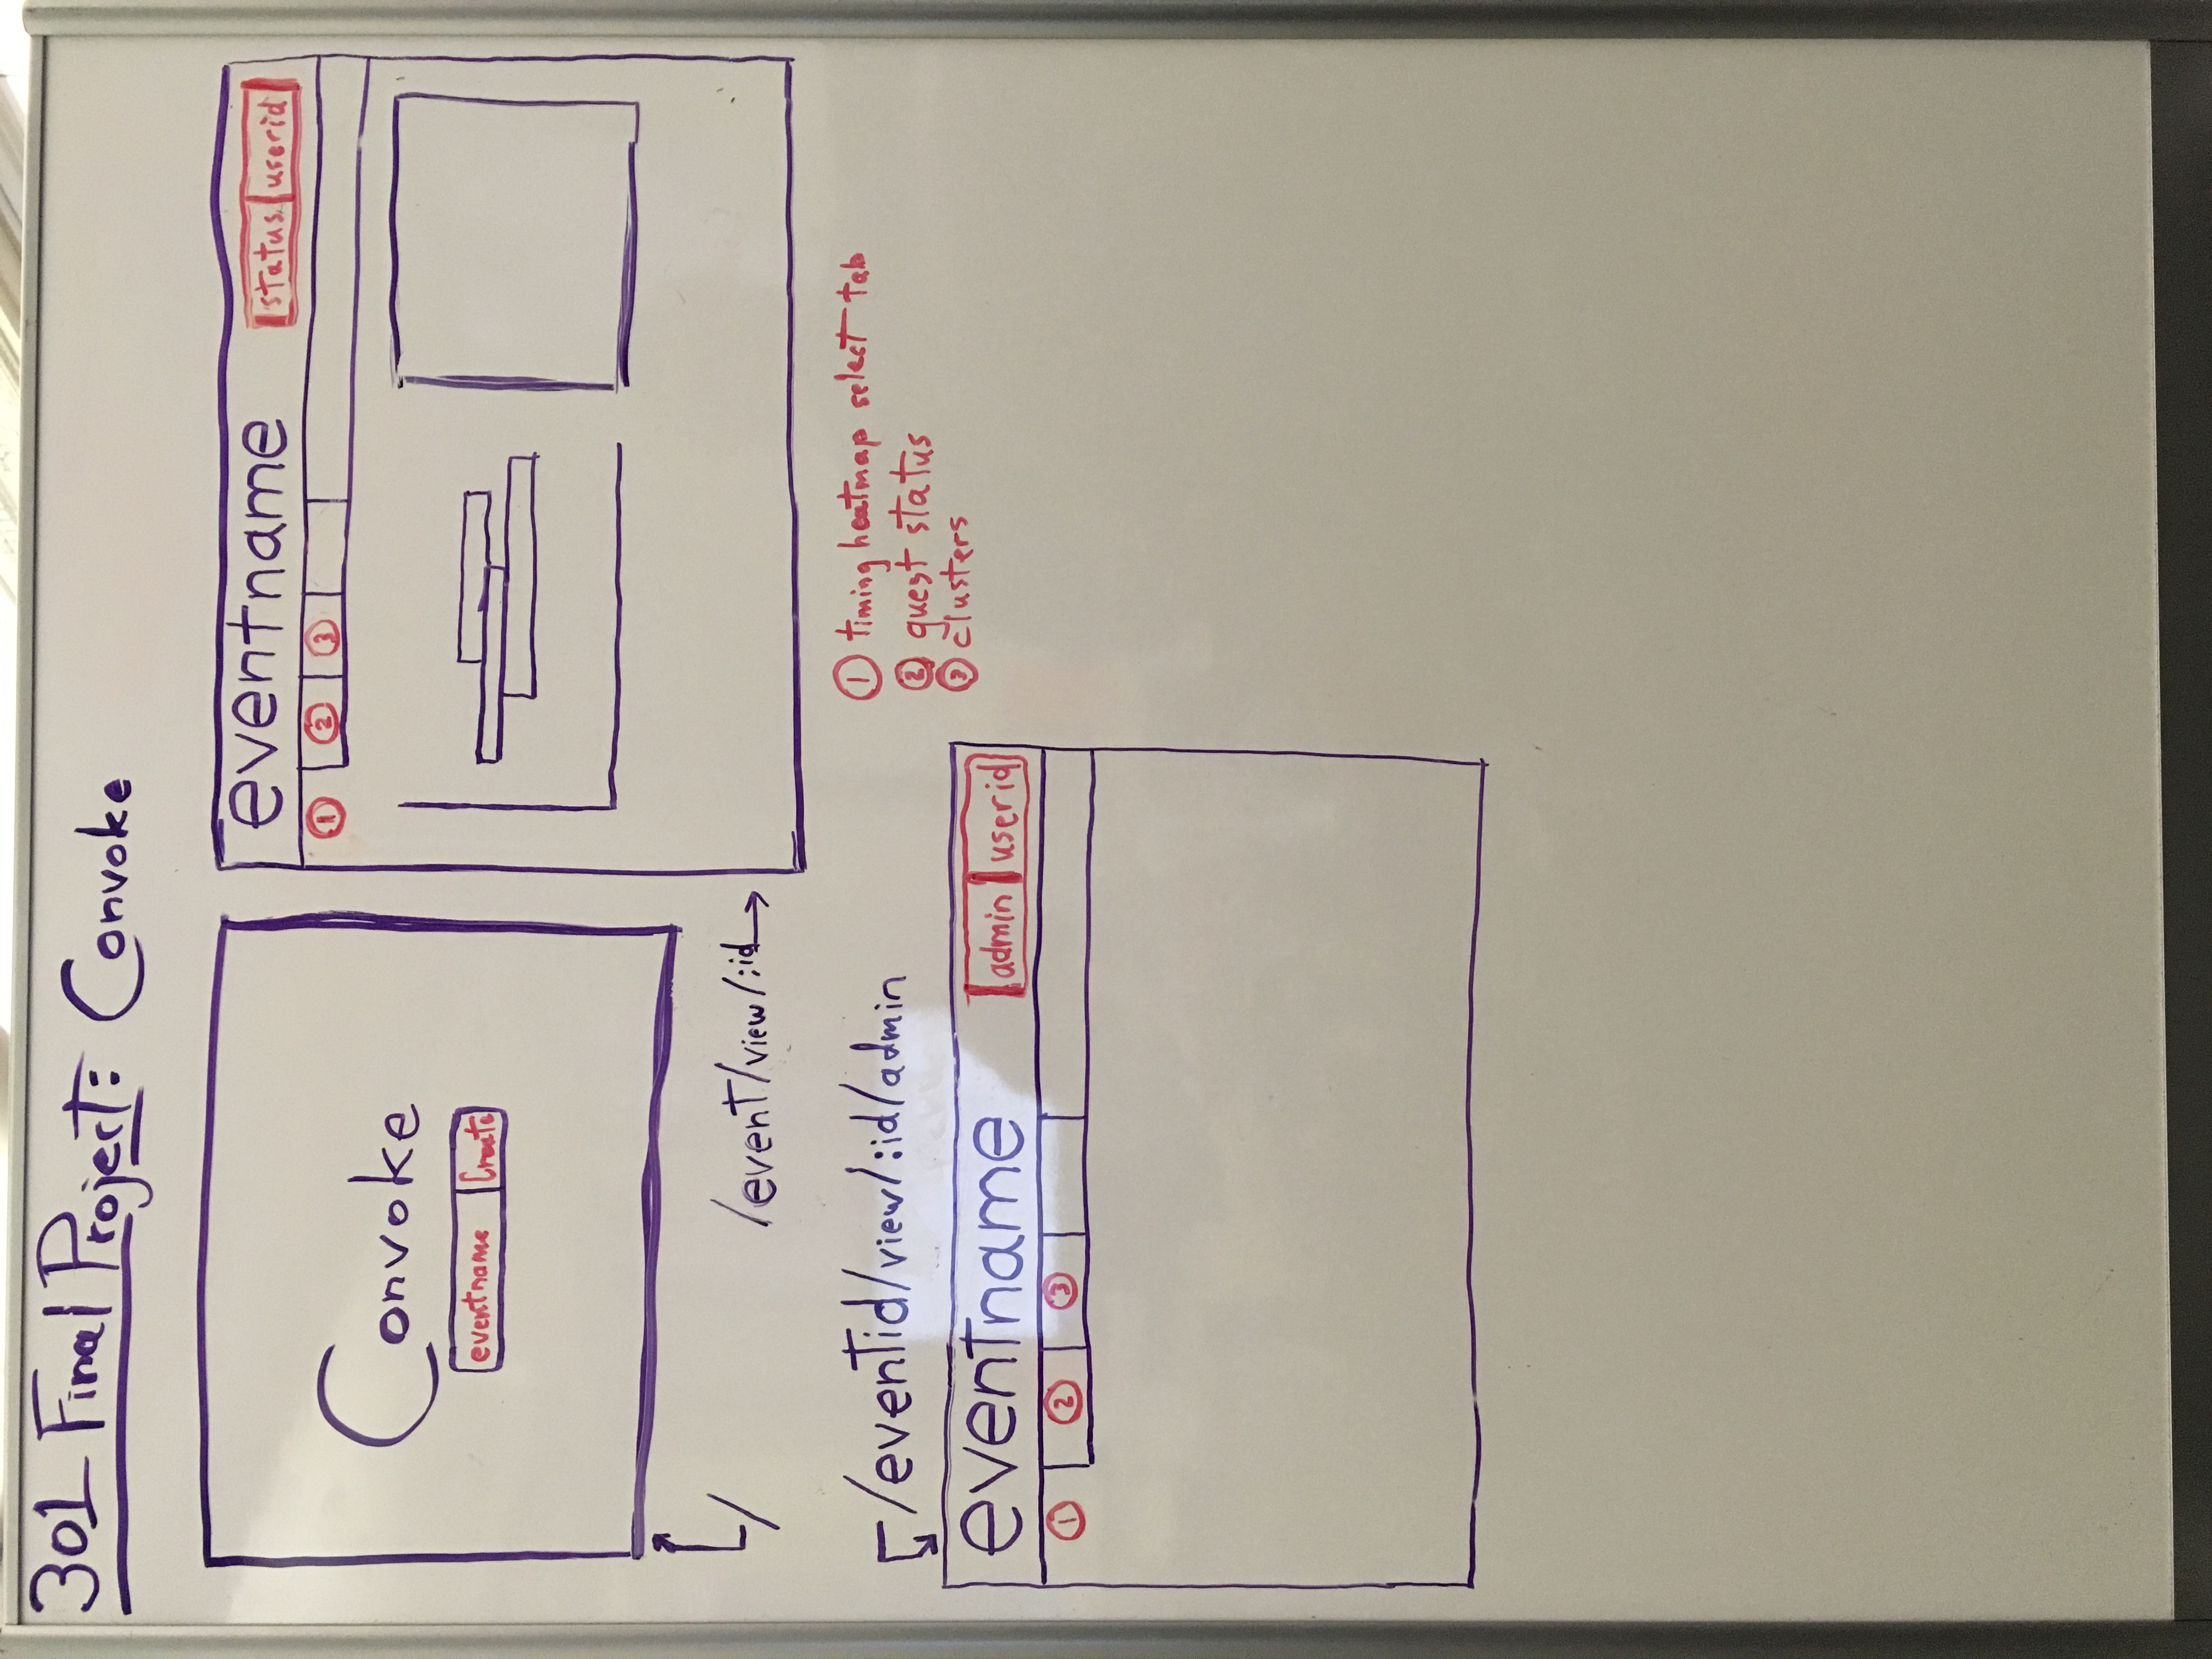 301 Final Project: Convoke
Convoke
eventname Create
/
eventname status userid
1 2 3
/event/view/:id
1 timing heatmap select tab
2 guest status
3 clusters
/eventid/view/:id/admin
eventname admin userid
1 2 3